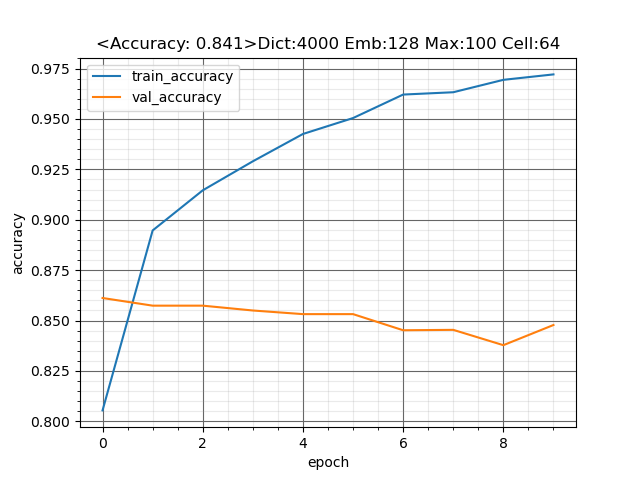 <Accuracy: 0.841>Dict:4000 Emb:128 Max:100 Cell:64
train_accuracy
val_accuracy
0.975
0.950
0.925
0.900
0.875
0.850
0.825
0.800
accuracy
0 2 4 6 8
epoch